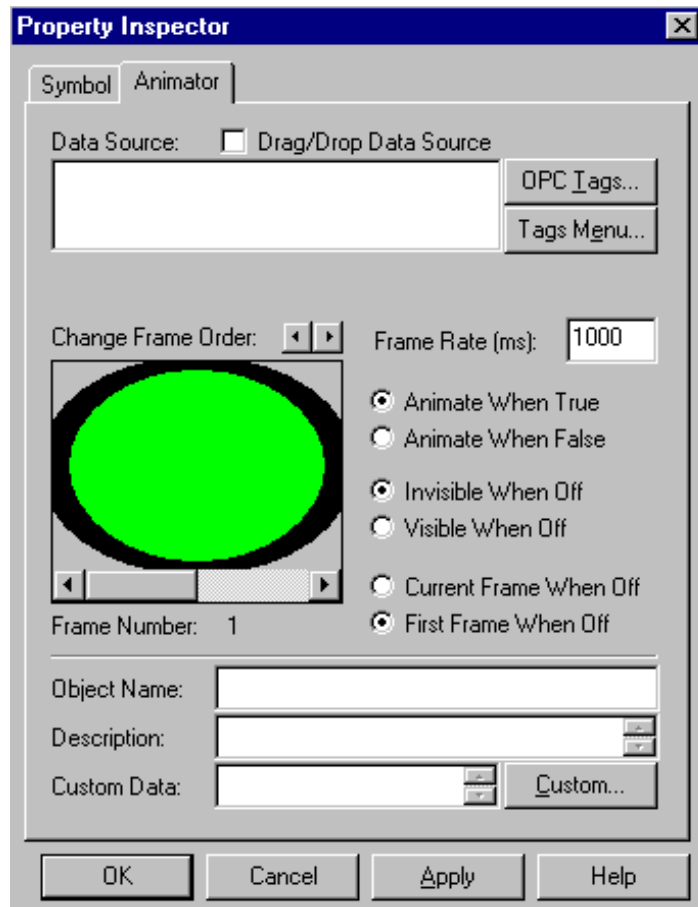 Property Inspector
Symbol
Animator
Data Source:
Drag/Drop Data Source
OPC Tags...
Tags Menu...
Change Frame Order:
Frame Rate (ms):
1000
Animate When True
Animate When False
Invisible When Off
Visible When Off
Current Frame When Off
First Frame When Off
Frame Number: 1
Object Name:
Description:
Custom Data:
Custom...
OK
Cancel
Apply
Help